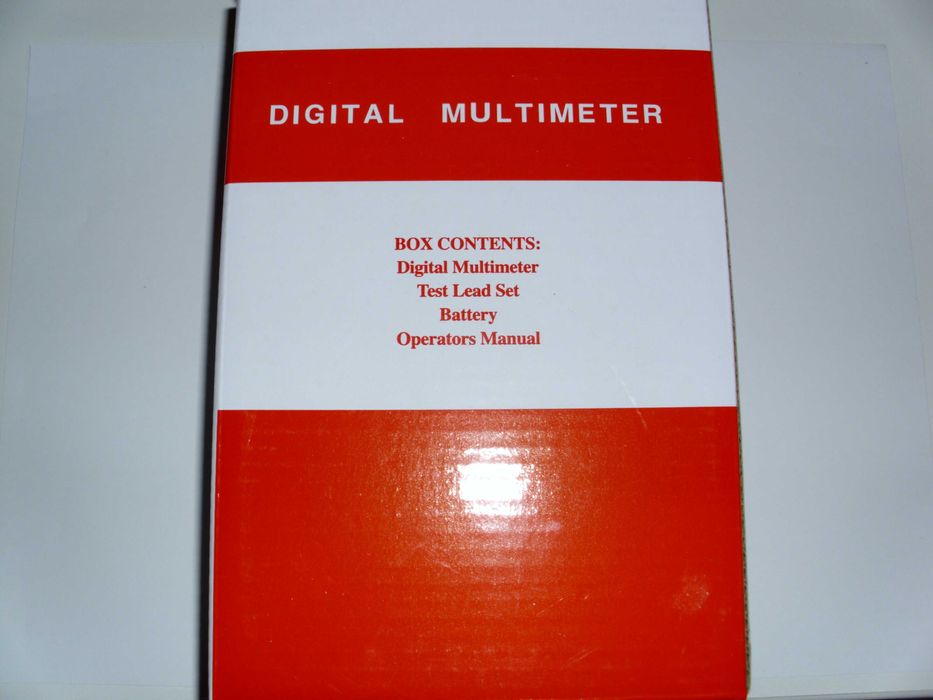 DIGITAL MULTIMETER
BOX CONTENTS:
Digital Multimeter
Test Lead Set
Battery
Operators Manual